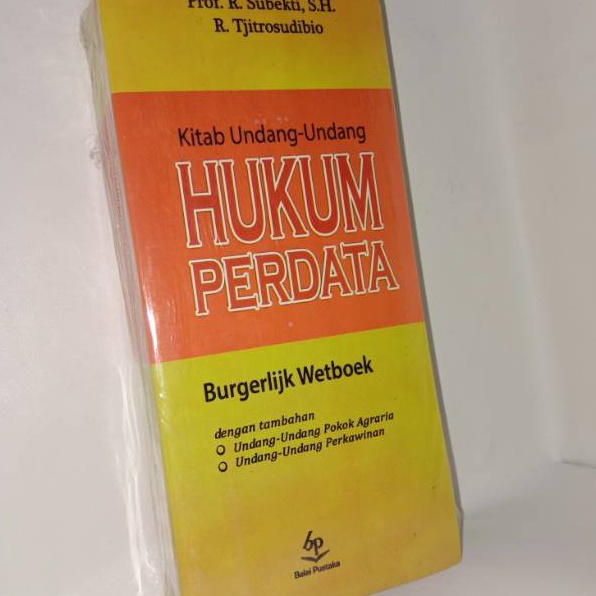 Prof. R. Subekti, S.H.
R. Tjitrosudibio
Kitab Undang-Undang
HUKUM
PERDATA
Burgerlijk Wetboek
dengan tambahan
Undang-Undang Pokok Agraria
Undang-Undang Perkawinan
bp
Balai Pustaka